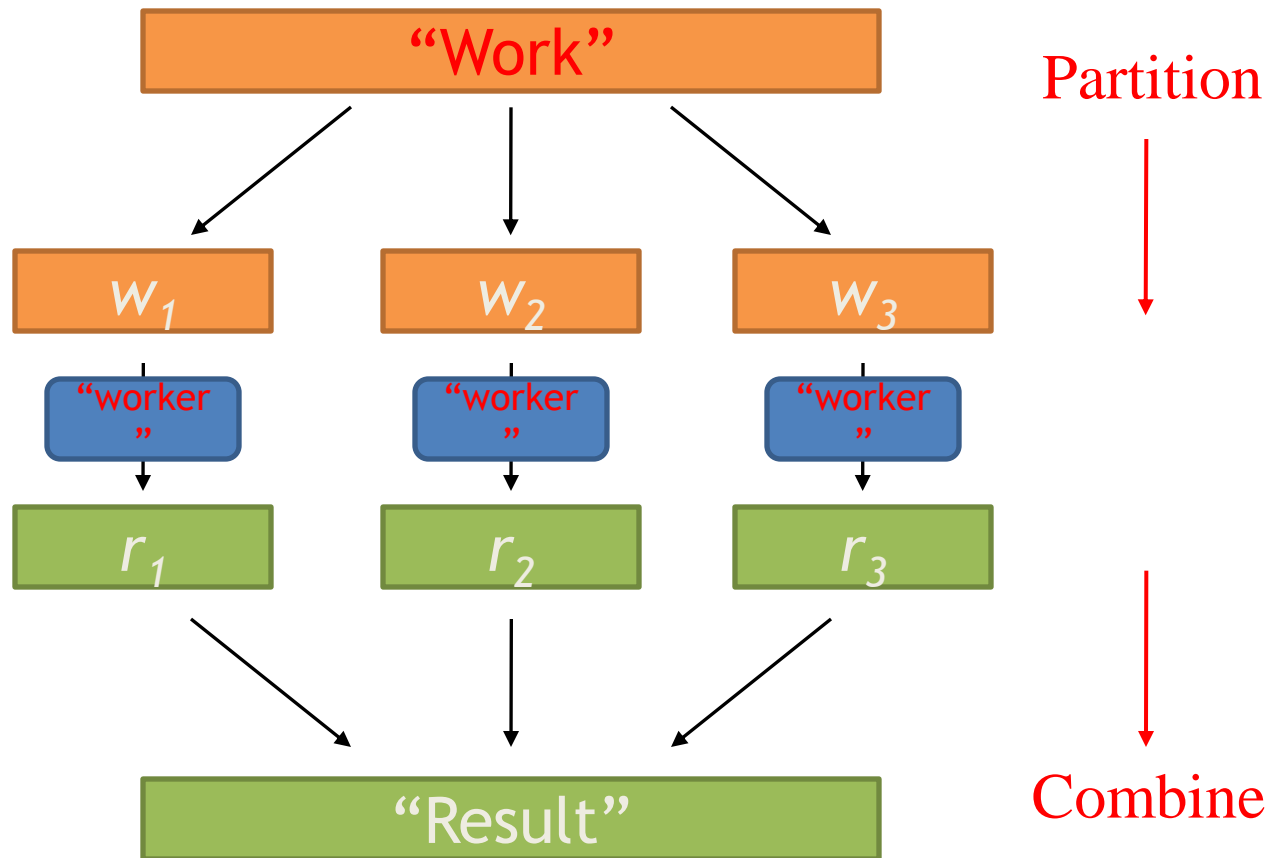 “Work”
Partition
w1
w2
w3
“worker
”
“worker
”
“worker
”
r1
r2
r3
“Result”
Combine